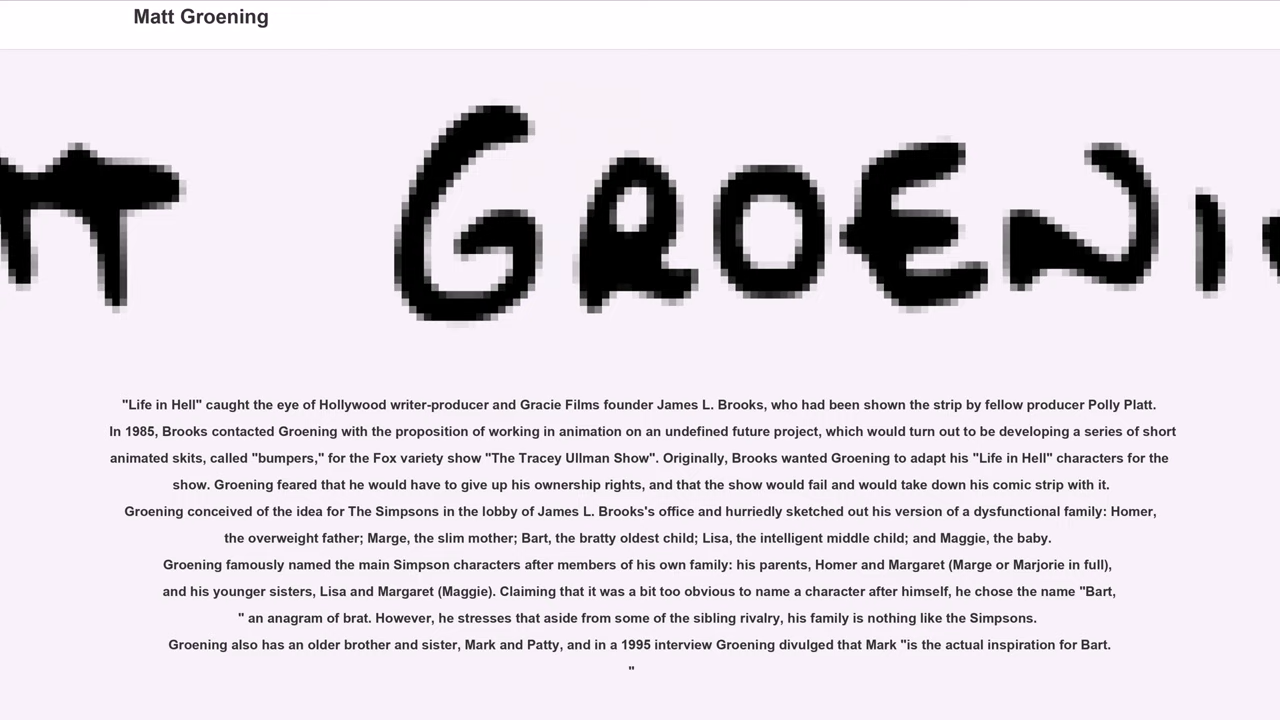 Matt Groening
TT GROENI
"Life in Hell" caught the eye of Hollywood writer-producer and Gracie Films founder James L. Brooks, who had been shown the strip by fellow producer Polly Platt.
In 1985, Brooks contacted Groening with the proposition of working in animation on an undefined future project, which would turn out to be developing a series of short
animated skits, called "bumpers," for the Fox variety show "The Tracey Ullman Show". Originally, Brooks wanted Groening to adapt his "Life in Hell" characters for the
show. Groening feared that he would have to give up his ownership rights, and that the show would fail and would take down his comic strip with it.
Groening conceived of the idea for The Simpsons in the lobby of James L. Brooks's office and hurriedly sketched out his version of a dysfunctional family: Homer,
the overweight father; Marge, the slim mother; Bart, the bratty oldest child; Lisa, the intelligent middle child; and Maggie, the baby.
Groening famously named the main Simpson characters after members of his own family: his parents, Homer and Margaret (Marge or Marjorie in full),
and his younger sisters, Lisa and Margaret (Maggie). Claiming that it was a bit too obvious to name a character after himself, he chose the name "Bart,
" an anagram of brat. However, he stresses that aside from some of the sibling rivalry, his family is nothing like the Simpsons.
Groening also has an older brother and sister, Mark and Patty, and in a 1995 interview Groening divulged that Mark "is the actual inspiration for Bart.
"